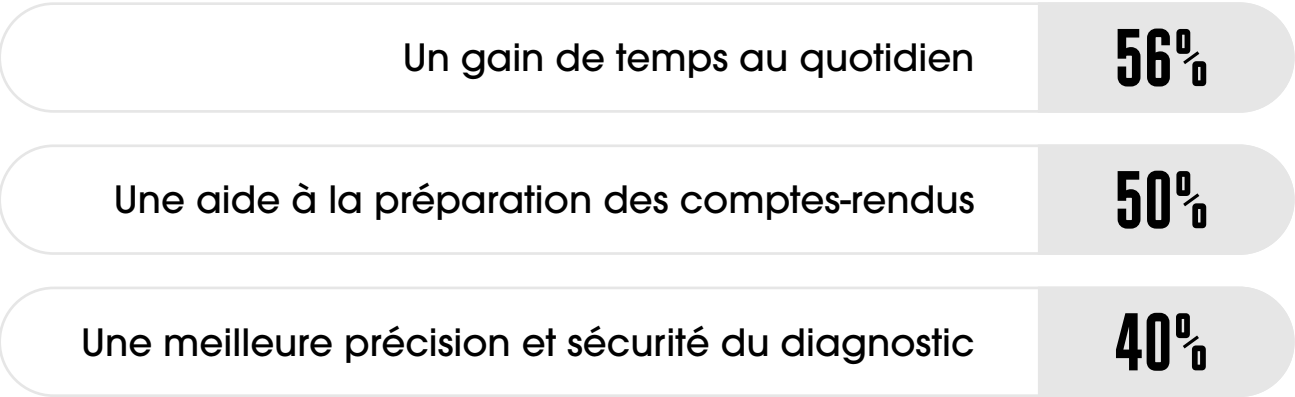 Un gain de temps au quotidien 56%
Une aide à la préparation des comptes-rendus 50%
Une meilleure précision et sécurité du diagnostic 40%